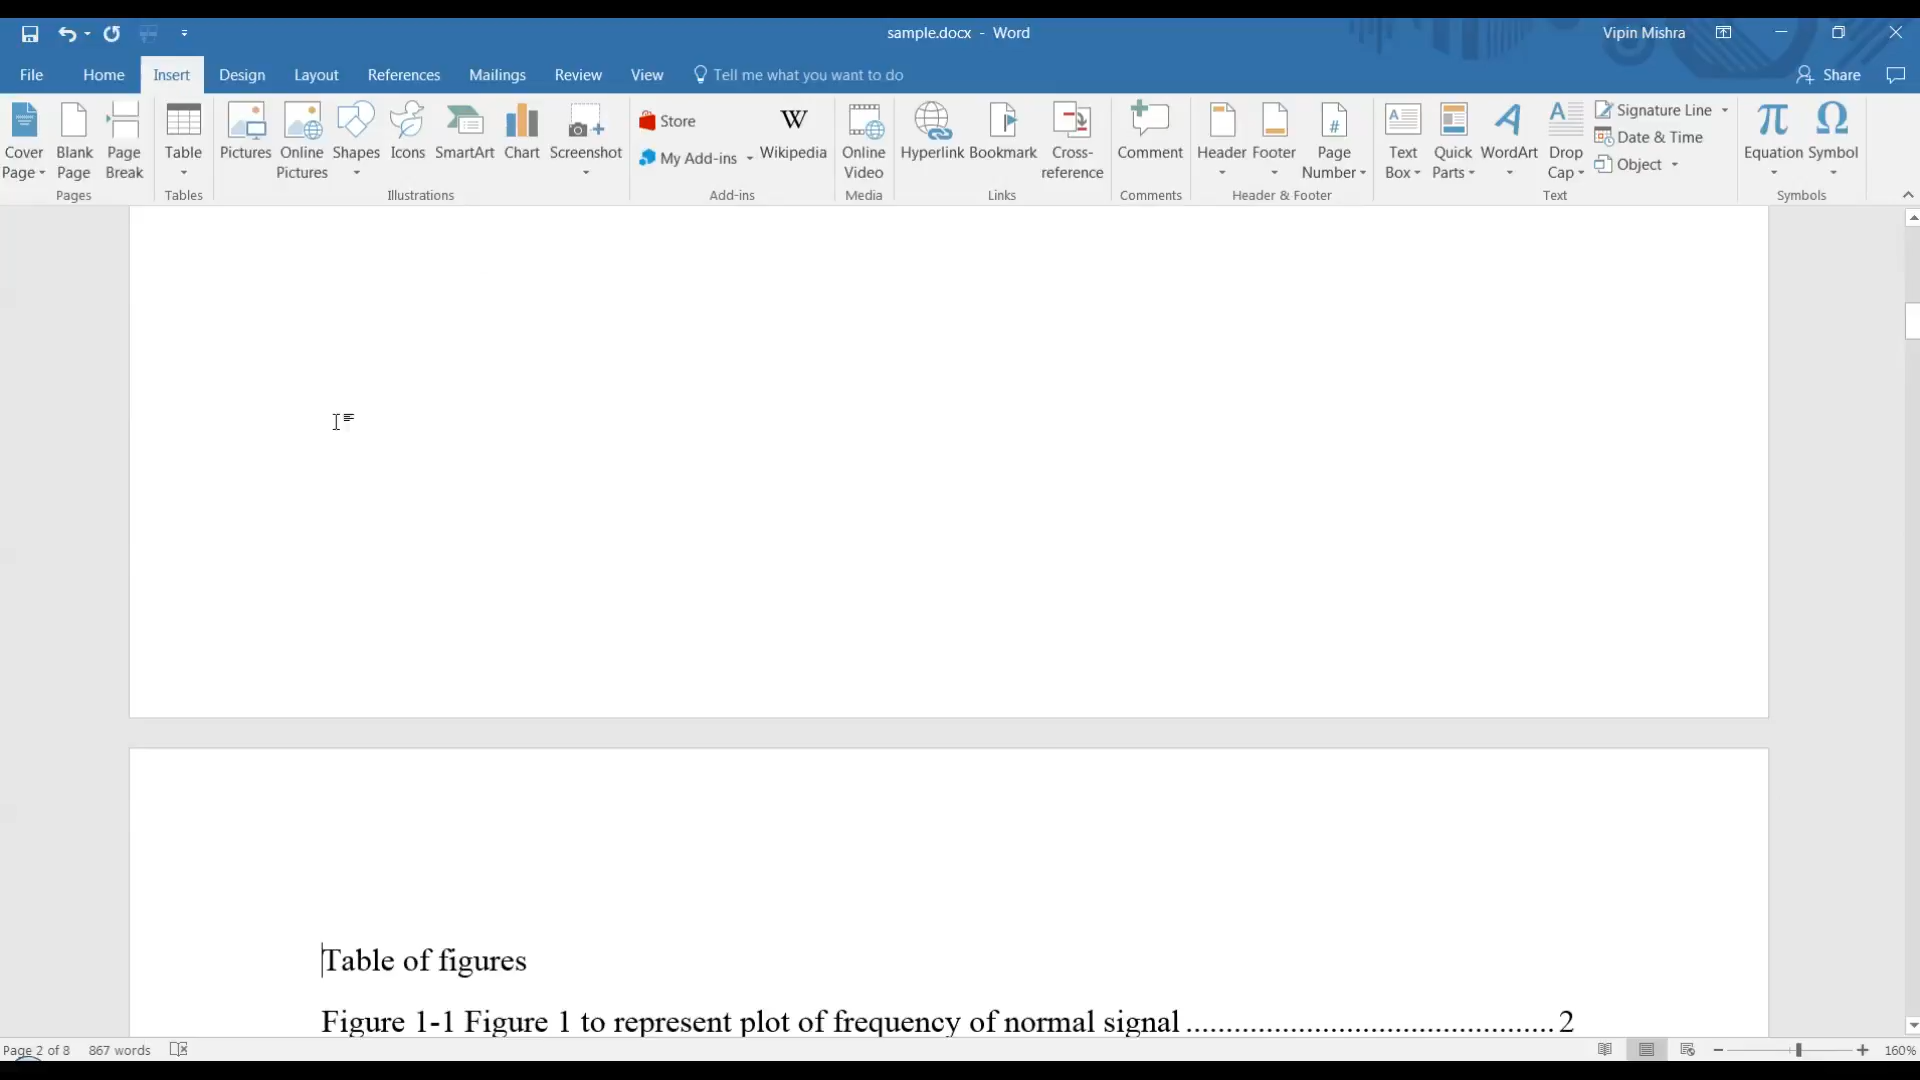 sample.docx - Word
Vipin Mishra
File Home Insert Design Layout References Mailings Review View Tell me what you want to do Share
Cover Page
Blank Page
Page Break
Pages
Table
Tables
Pictures
Online Pictures
Shapes
Icons
SmartArt
Chart
Screenshot
Illustrations
Store
My Add-ins
W
Wikipedia
Add-ins
Online Video
Media
Hyperlink
Bookmark
Cross-reference
Links
Comment
Comments
Header
Footer
#
Page Number
Header & Footer
A
Text Box
Quick Parts
A
WordArt
A
Drop Cap
Signature Line
Date & Time
Object
Text
π
Equation
Ω
Symbol
Symbols
Table of figures
Figure 1-1 Figure 1 to represent plot of frequency of normal signal ................................................ 2
Page 2 of 8 867 words
160%